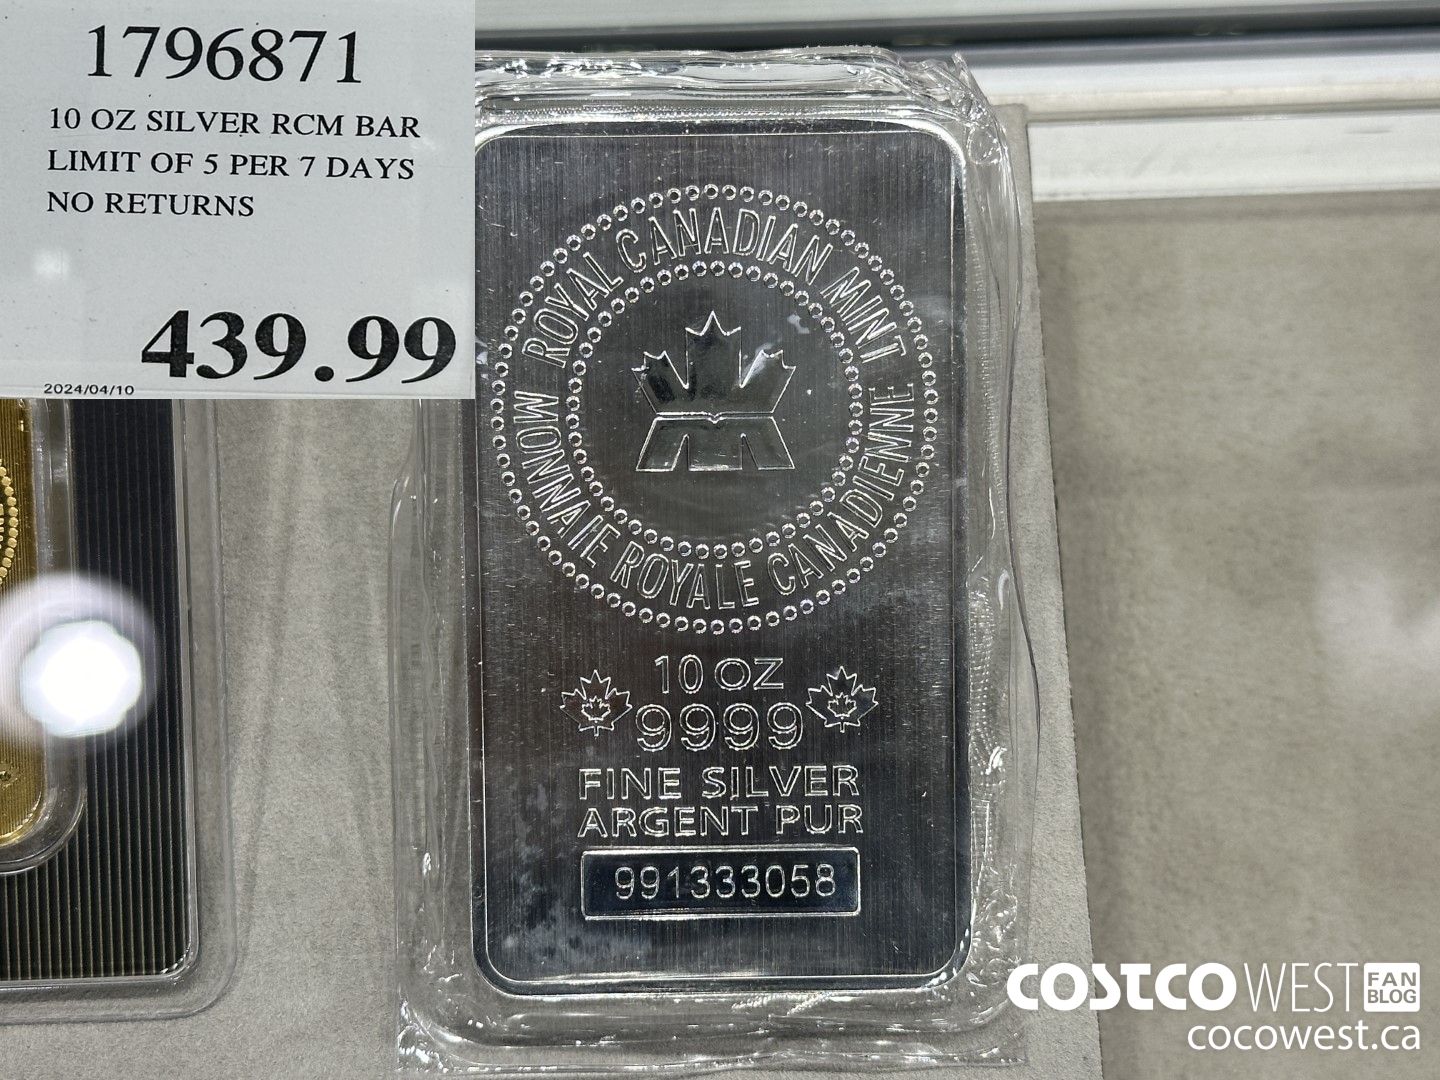 1796871
10 OZ SILVER RCM BAR
LIMIT OF 5 PER 7 DAYS
NO RETURNS
439.99
2024/04/10
ROYAL CANADIAN MINT
MONNAIE ROYALE CANADIENNE
10 OZ
9999
FINE SILVER
ARGENT PUR
991333058
COSTCO WEST FAN BLOG
cocowest.ca